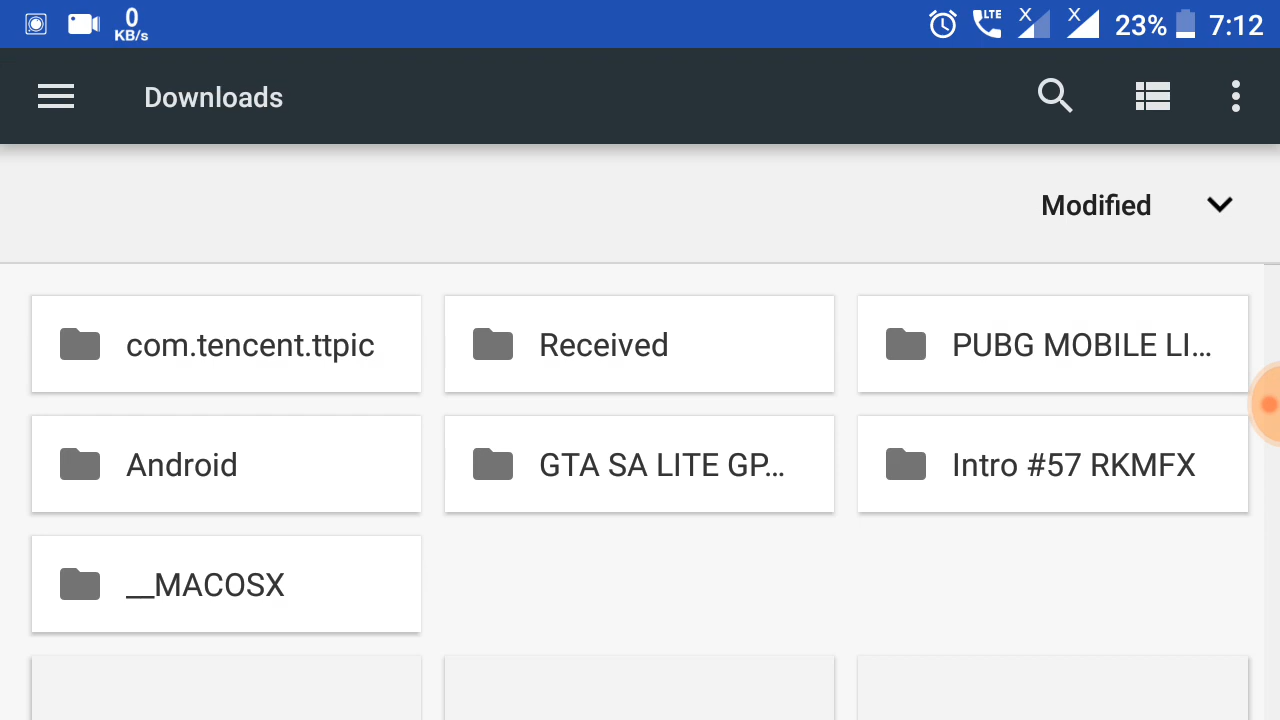 0
KB/s
LTE
X
X
23%
7:12
Downloads
Modified
com.tencent.ttpic
Received
PUBG MOBILE LI...
Android
GTA SA LITE GP...
Intro #57 RKMFX
__MACOSX